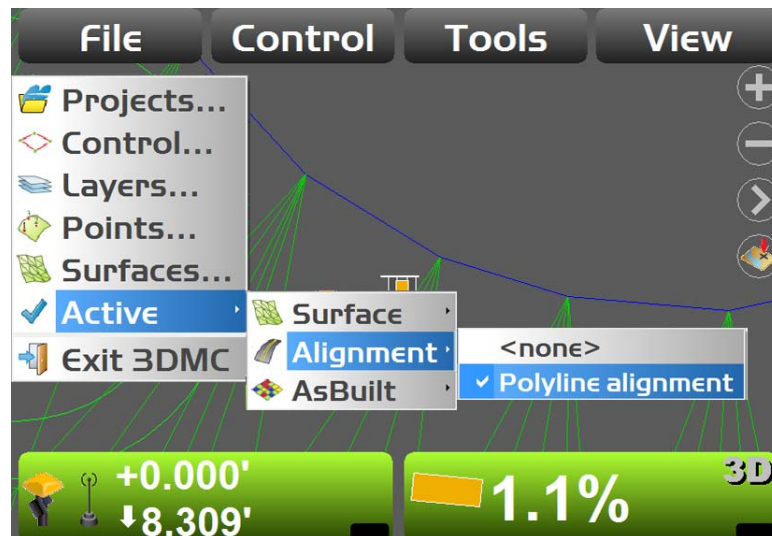 File Control Tools View
Projects...
Control...
Layers...
Points...
Surfaces...
Active
Exit 3DMC
Surface
Alignment
AsBuilt
<none>
Polyline alignment
+0.000'
8.309'
1.1%
3D